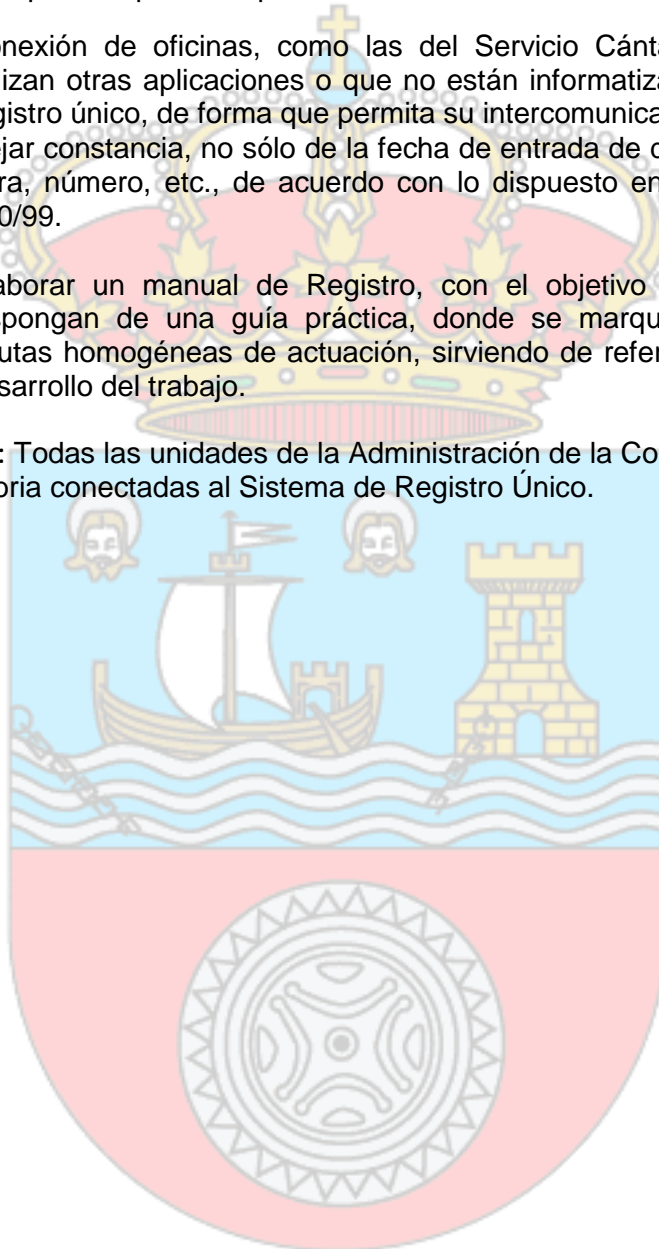 nexión de oficinas, como las del Servicio Cánta
izan otras aplicaciones o que no están informatiza
gistro único, de forma que permita su intercomunica
jar constancia, no sólo de la fecha de entrada de d
ra, número, etc., de acuerdo con lo dispuesto en
0/99.
aborar un manual de Registro, con el objetivo
spongan de una guía práctica, donde se marqu
utas homogéneas de actuación, sirviendo de refer
sarrollo del trabajo.
: Todas las unidades de la Administración de la Co
oria conectadas al Sistema de Registro Único.